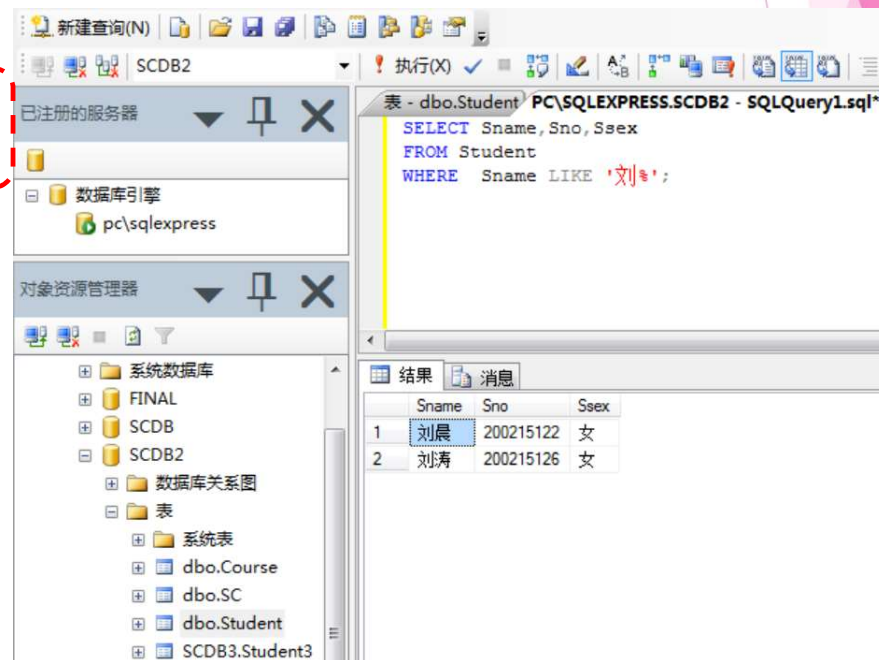 新建查询(N)
SCDB2
执行(X)
已注册的服务器
数据库引擎
pc\sqlexpress
表 - dbo.Student PC\SQLEXPRESS.SCDB2 - SQLQuery1.sql*
SELECT Sname,Sno,Ssex
FROM Student
WHERE Sname LIKE '刘%';
对象资源管理器
系统数据库
FINAL
SCDB
SCDB2
数据库关系图
表
系统表
dbo.Course
dbo.SC
dbo.Student
SCDB3.Student3
结果 消息
Sname Sno Ssex
1 刘晨 200215122 女
2 刘涛 200215126 女